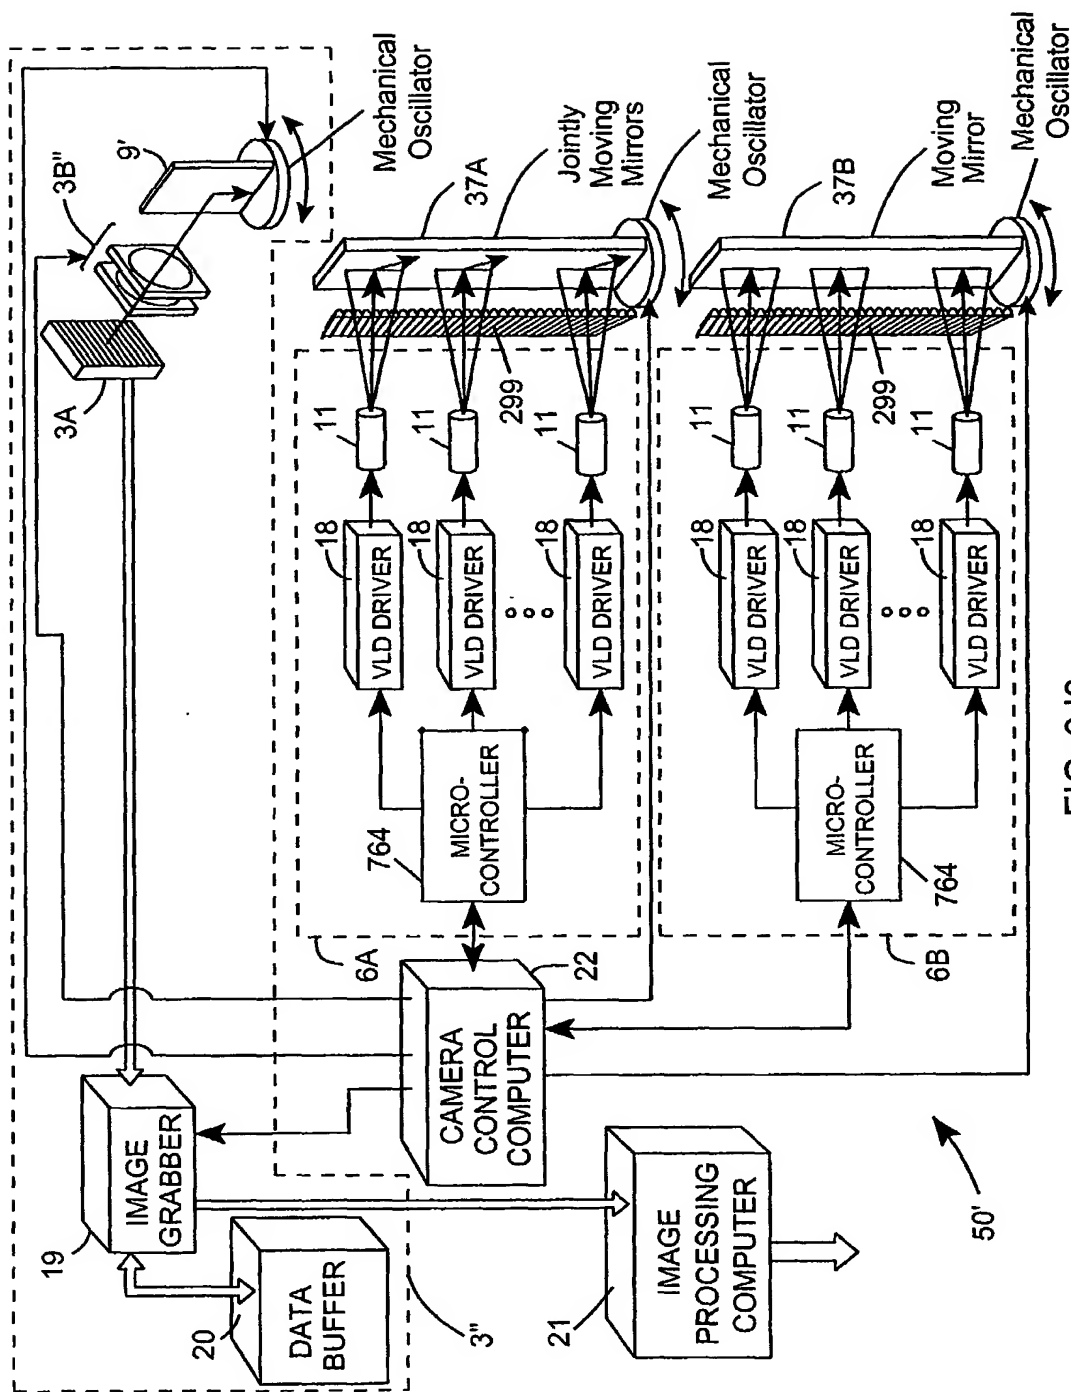 20
DATA
BUFFER
19
IMAGE
GRABBER
3A
3B"
9'
Mechanical
Oscillator
3"
6A
764
MICRO-
CONTROLLER
18
VLD DRIVER
11
18
VLD DRIVER
11
18
VLD DRIVER
11
299
37A
Jointly
Moving
Mirrors
Mechanical
Oscillator
CAMERA
CONTROL
COMPUTER
22
21
IMAGE
PROCESSING
COMPUTER
MICRO-
CONTROLLER
764
6B
18
VLD DRIVER
11
18
VLD DRIVER
11
18
VLD DRIVER
11
299
37B
Moving
Mirror
Mechanical
Oscillator
50'
FIG.